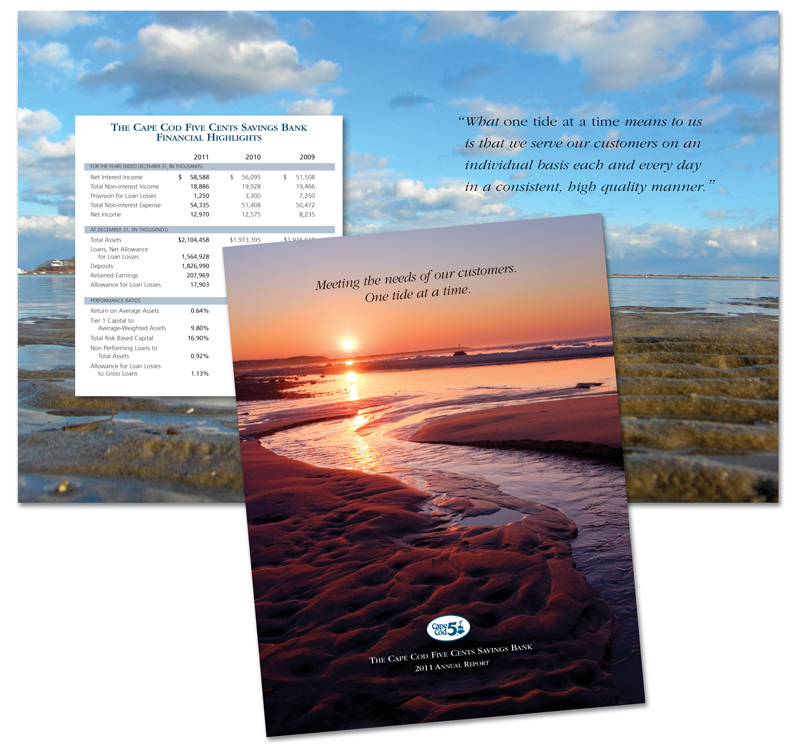 THE CAPE COD FIVE CENTS SAVINGS BANK
FINANCIAL HIGHLIGHTS
2011 2010 2009
FOR THE YEARS ENDED DECEMBER 31, (IN THOUSANDS)
Net Interest Income $ 58,588 $ 56,095 $ 51,508
Total Non-interest Income 18,886 19,928 19,466
Provision for Loan Losses 1,250 3,300 7,250
Total Non-interest Expense 54,335 51,408 50,472
Net Income 12,970 12,575 8,235
AT DECEMBER 31, (IN THOUSANDS)
Total Assets $2,104,458 $1,973,395
Loans, Net Allowance
for Loan Losses 1,564,928
Deposits 1,826,990
Retained Earnings 207,969
Allowance for Loan Losses 17,903
PERFORMANCE RATIOS
Return on Average Assets 0.64%
Tier 1 Capital to
Average-Weighted Assets 9.80%
Total Risk Based Capital 16.90%
Non Performing Loans to
Total Assets 0.92%
Allowance for Loan Losses
to Gross Loans 1.13%
“What one tide at a time means to us
is that we serve our customers on an
individual basis each and every day
in a consistent, high quality manner.”
Meeting the needs of our customers.
One tide at a time.
Cape
Cod 5
THE CAPE COD FIVE CENTS SAVINGS BANK
2011 ANNUAL REPORT